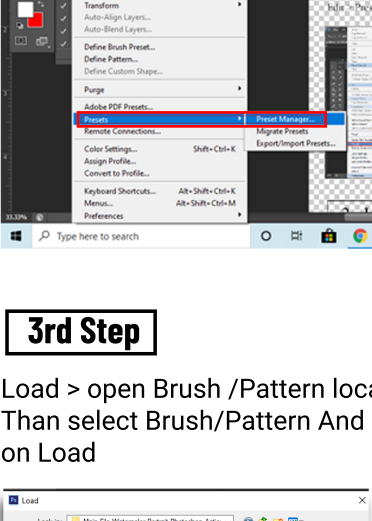 Transform
Auto-Align Layers...
Auto-Blend Layers...
Define Brush Preset...
Define Pattern...
Define Custom Shape...
Purge
Adobe PDF Presets...
Presets
Preset Manager...
Remote Connections...
Migrate Presets
Color Settings... Shift+Ctrl+K
Export/Import Presets...
Assign Profile...
Convert to Profile...
Keyboard Shortcuts... Alt+Shift+Ctrl+K
Menus... Alt+Shift+Ctrl+M
Preferences
33.33%
Type here to search
3rd Step
Load > open Brush /Pattern loca
Than select Brush/Pattern And
on Load
Ps Load